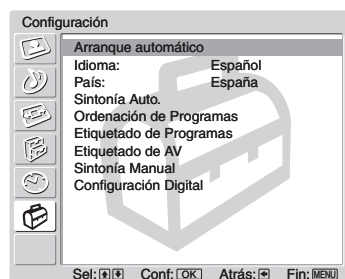 Configuración
Arranque automático
Idioma: Español
País: España
Sintonía Auto.
Ordenación de Programas
Etiquetado de Programas
Etiquetado de AV
Sintonía Manual
Configuración Digital
Sel: Conf: OK Atrás: Fin: MENU